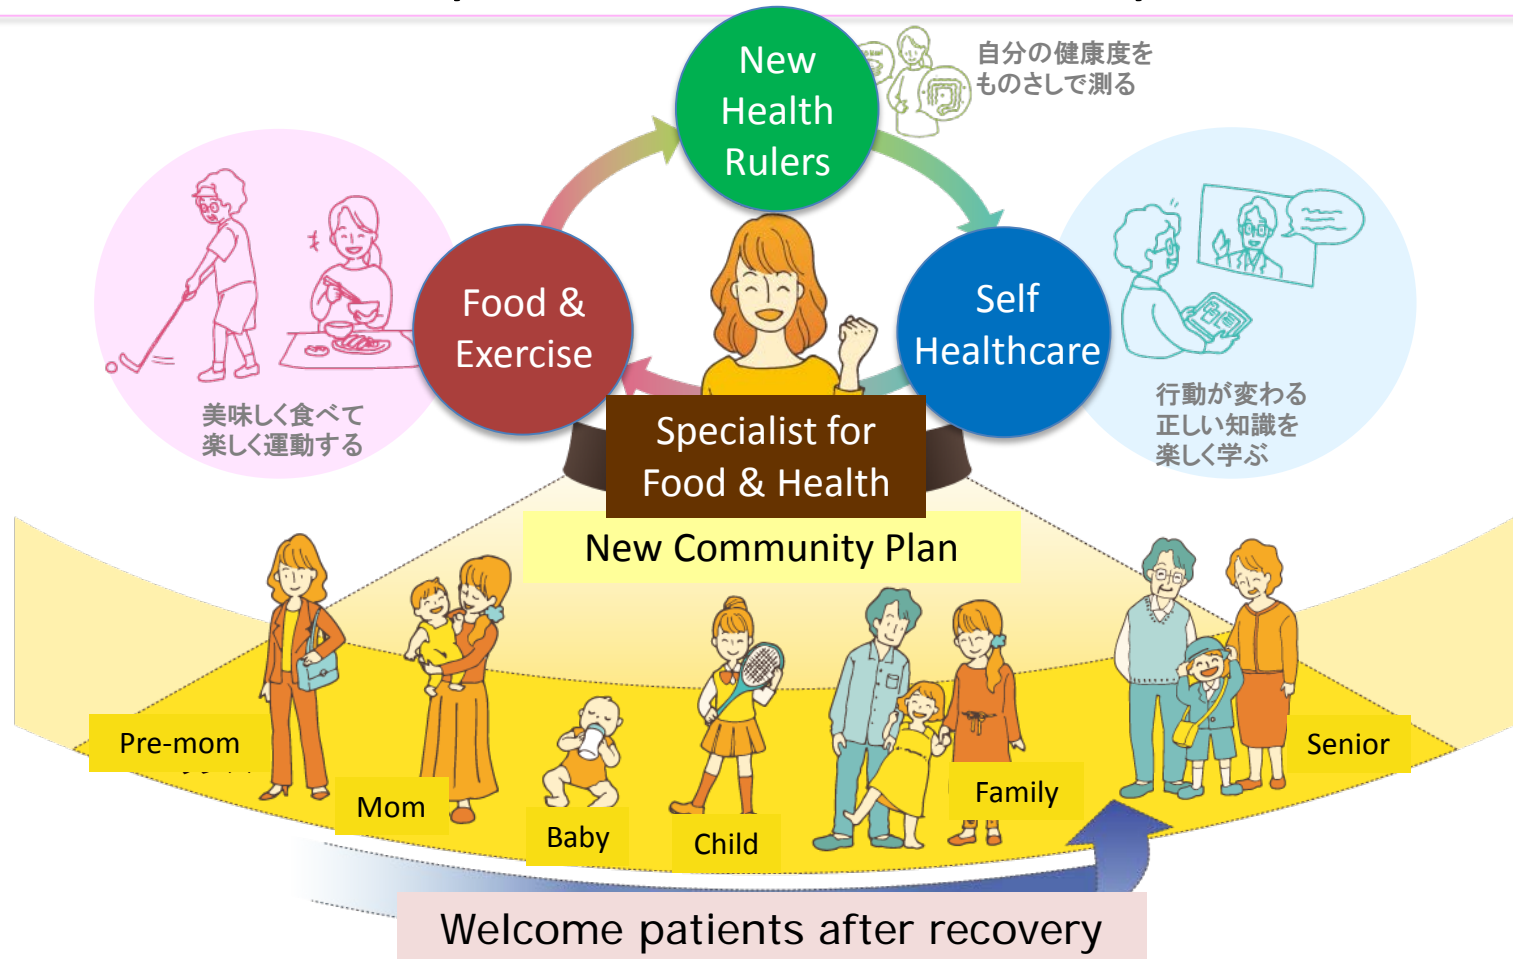 New
Health
Rulers
自分の健康度を
ものさしで測る
Food &
Exercise
美味しく食べて
楽しく運動する
Self
Healthcare
行動が変わる
正しい知識を
楽しく学ぶ
Specialist for
Food & Health
New Community Plan
Pre-mom
Mom
Baby
Child
Family
Senior
Welcome patients after recovery